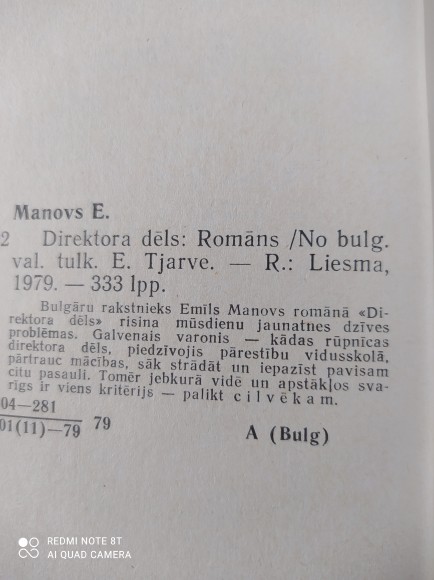 Manovs E.
2 Direktora dēls: Romāns /No bulg.
val. tulk. E. Tjarve. — R.: Liesma,
1979. — 333 lpp.
Bulgāru rakstnieks Emīls Manovs romānā «Di-
rektora dēls» risina mūsdienu jaunatnes dzīves
problēmas. Galvenais varonis — kādas rūpnīcas
direktora dēls, piedzīvojis pārestību vidusskolā,
pārtrauc mācības, sāk strādāt un iepazīst pavisam
citu pasauli. Tomēr jebkurā vidē un apstākļos sva-
rīgs ir viens kritērijs — palikt cilvēkam.
04—281
01(11)—79 79
A (Bulg)
REDMI NOTE 8T
AI QUAD CAMERA